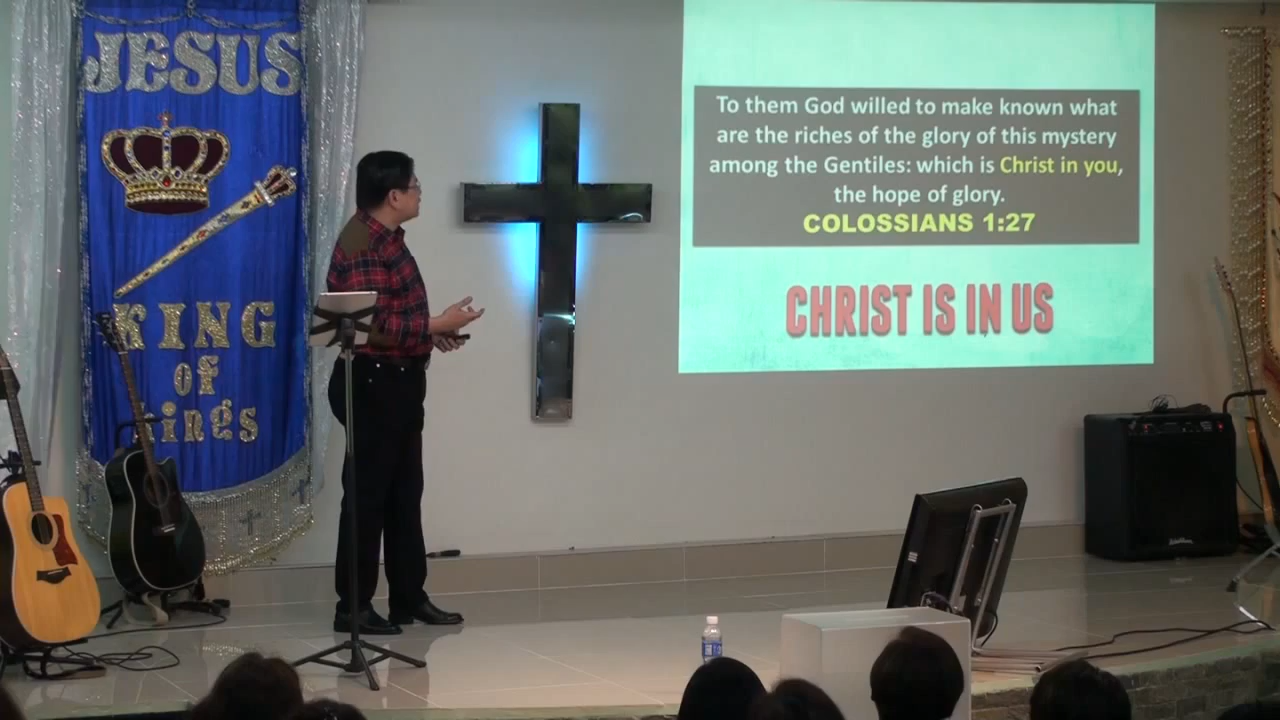 JESUS
KING
of
kings
To them God willed to make known what
are the riches of the glory of this mystery
among the Gentiles: which is Christ in you,
the hope of glory.
COLOSSIANS 1:27
CHRIST IS IN US